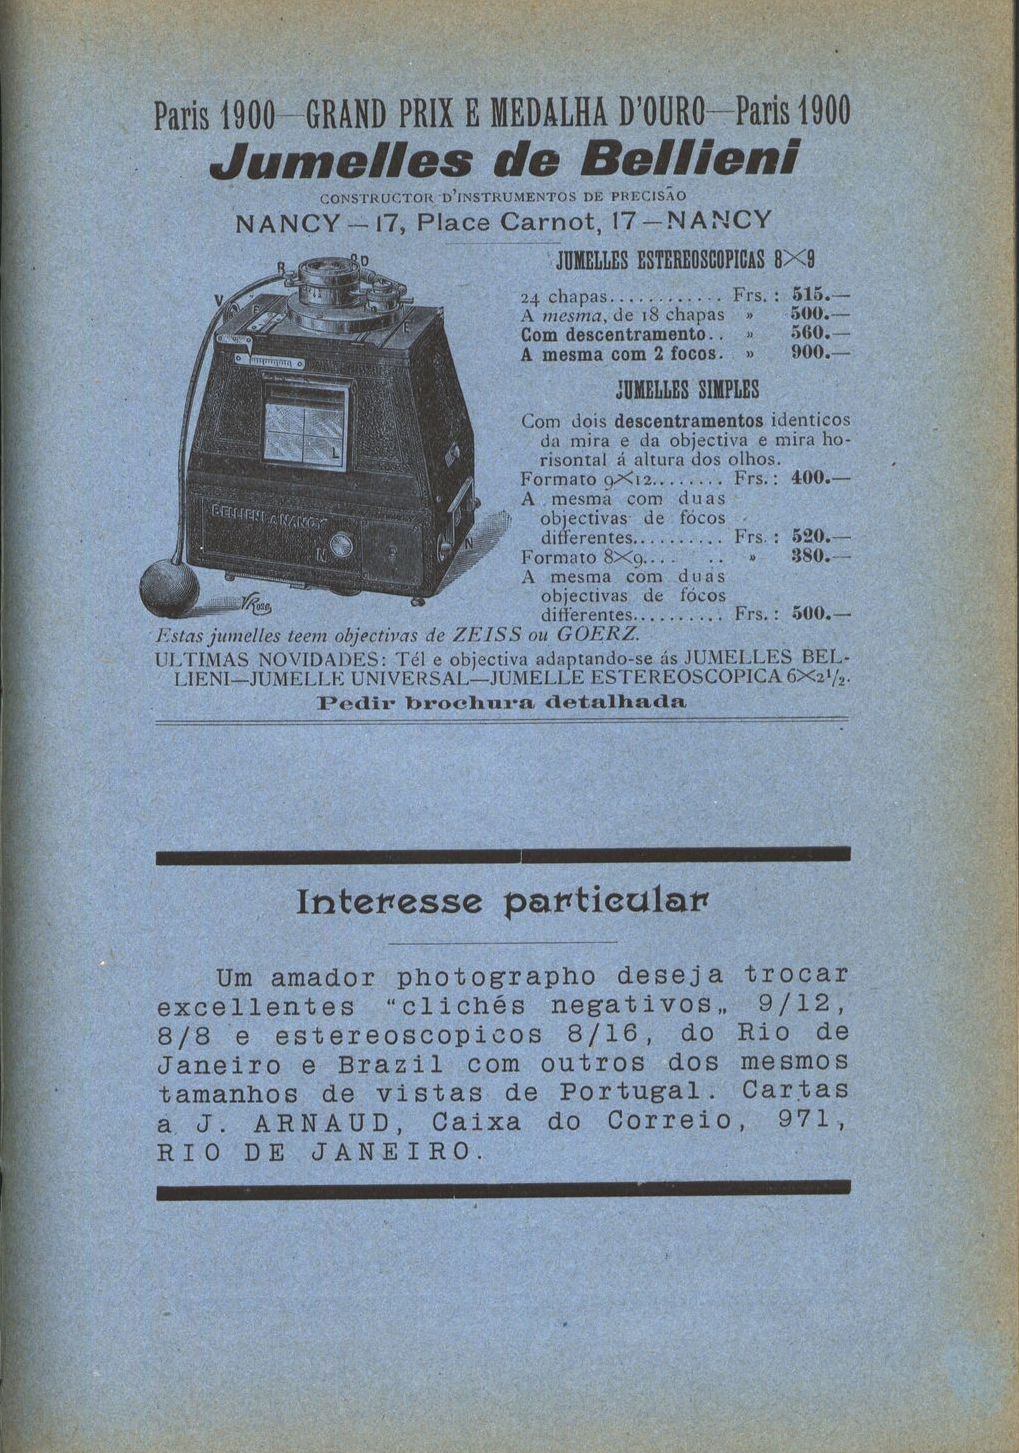 Paris 1900—GRAND PRIX E MEDALHA D'OURO—Paris 1900
Jumelles de Bellieni
CONSTRUCTOR D'INSTRUMENTOS DE PRECISÃO
NANCY — 17, Place Carnot, 17 — NANCY
JUMELLES ESTEREOSCOPICAS 8×9
24 chapas............ Frs.: 515.—
A mesma, de 18 chapas » 500.—
Com descentramento.. » 560.—
A mesma com 2 focos. » 900.—
JUMELLES SIMPLES
Com dois descentramentos identicos
da mira e da objectiva e mira ho-
risontal á altura dos olhos.
Formato 9×12........ Frs.: 400.—
A mesma com duas
objectivas de fócos
differentes.......... Frs.: 520.—
Formato 8×9.... .. » 380.—
A mesma com duas
objectivas de fócos
differentes.......... Frs.: 500.—
R
D
V
F
E
L
BELLIENI A NANCY
N
N
VRose
Estas jumelles teem objectivas de ZEISS ou GOERZ.
ULTIMAS NOVIDADES: Tél e objectiva adaptando-se ás JUMELLES BEL-
LIENI—JUMELLE UNIVERSAL—JUMELLE ESTEREOSCOPICA 6×2½.
Pedir brochura detalhada
Interesse particular
Um amador photographo deseja trocar
excellentes "clichés negativos„ 9/12,
8/8 e estereoscopicos 8/16, do Rio de
Janeiro e Brazil com outros dos mesmos
tamanhos de vistas de Portugal. Cartas
a J. ARNAUD, Caixa do Correio, 971,
RIO DE JANEIRO.